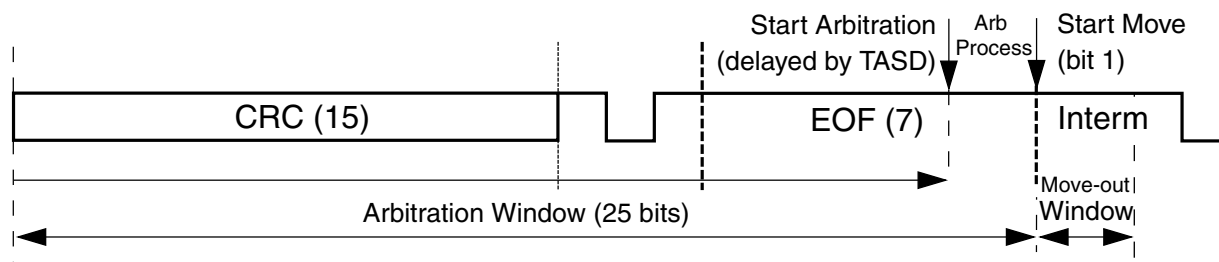 Start Arbitration
(delayed by TASD)
Arb
Process
Start Move
(bit 1)
CRC (15)
EOF (7)
Interm
Arbitration Window (25 bits)
Move-out
Window